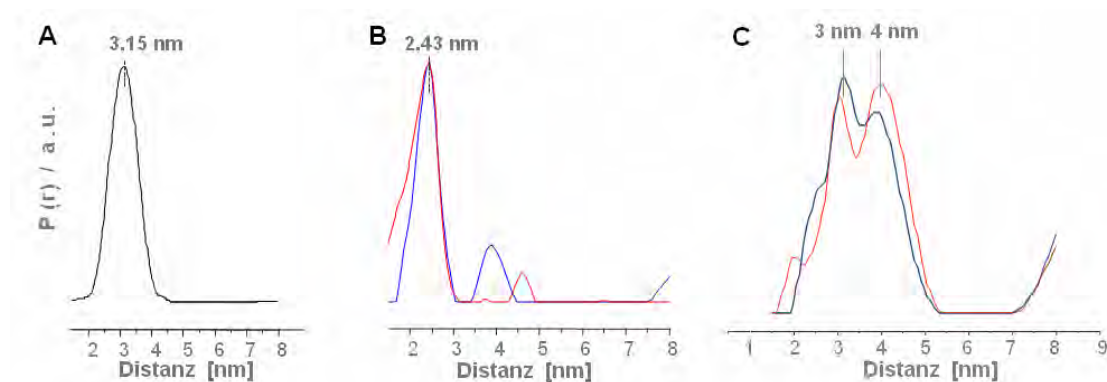 A
3.15 nm
P(r) / a.u.
2 3 4 5 6 7 8
Distanz [nm]
B
2.43 nm
2 3 4 5 6 7 8
Distanz [nm]
C
3 nm 4 nm
1 2 3 4 5 6 7 8 9
Distanz [nm]